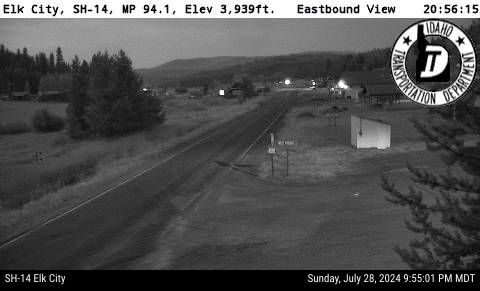 Elk City, SH-14, MP 94.1, Elev 3,939ft. Eastbound View 20:56:15
IDAHO
TRANSPORTATION DEPARTMENT
SH-14 Elk City Sunday, July 28, 2024 9:55:01 PM MDT